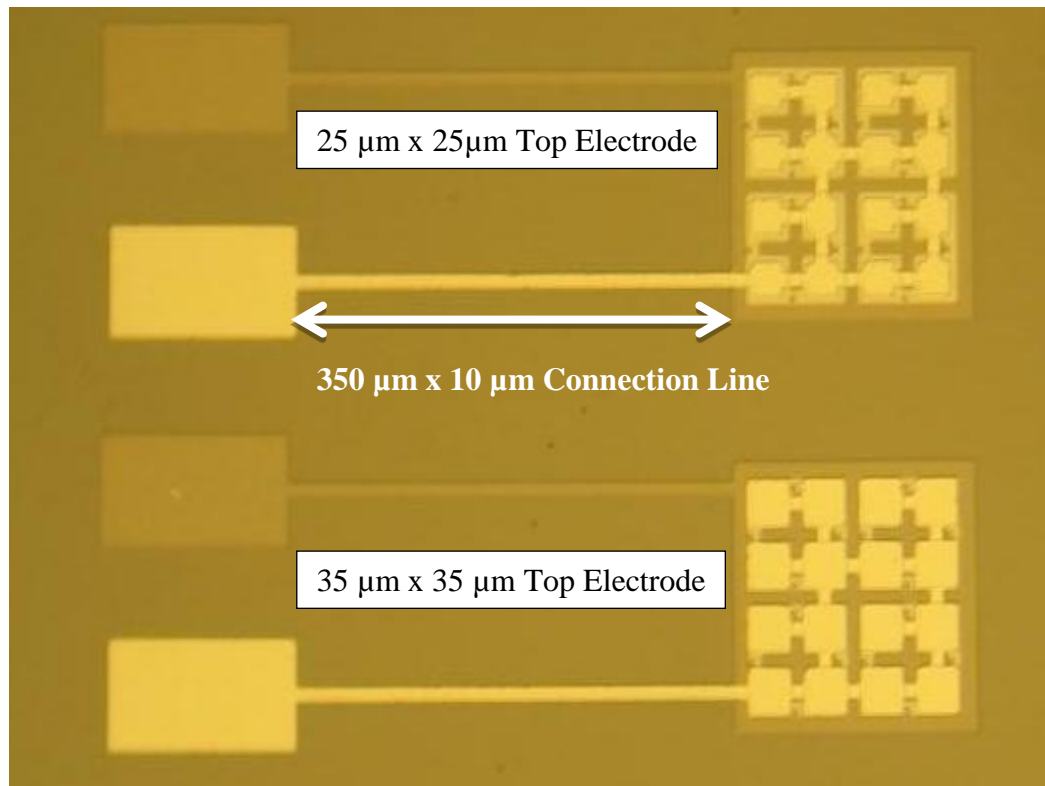 25 µm x 25µm Top Electrode
350 µm x 10 µm Connection Line
35 µm x 35 µm Top Electrode